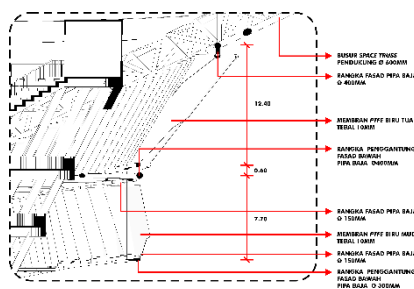 BUSUR SPACE TRUSS
PENDUKUNG Ø 600MM
RANGKA FASAD PIPA BAJA
Ø 400MM
12.40
MEMBRAN PTFE BIRU TUA
TEBAL 10MM
RANGKA PENGGANTUNG
FASAD BAWAH
PIPA BAJA Ø400MM
0.60
RANGKA FASAD PIPA BAJA
Ø 150MM
7.70
MEMBRAN PTFE BIRU MUDA
TEBAL 10MM
RANGKA FASAD PIPA BAJA
Ø 150MM
RANGKA PENGGANTUNG
FASAD BAWAH
PIPA BAJA Ø 300MM